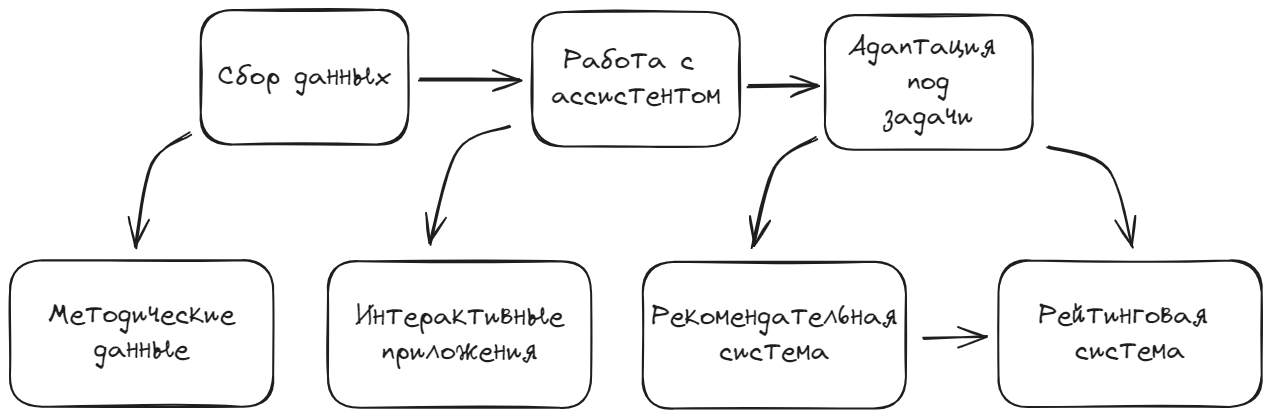 Сбор данных
Работа с
ассистентом
Адаптация
под
задачи
Методические
данные
Интерактивные
приложения
Рекомендательная
система
Рейтинговая
система